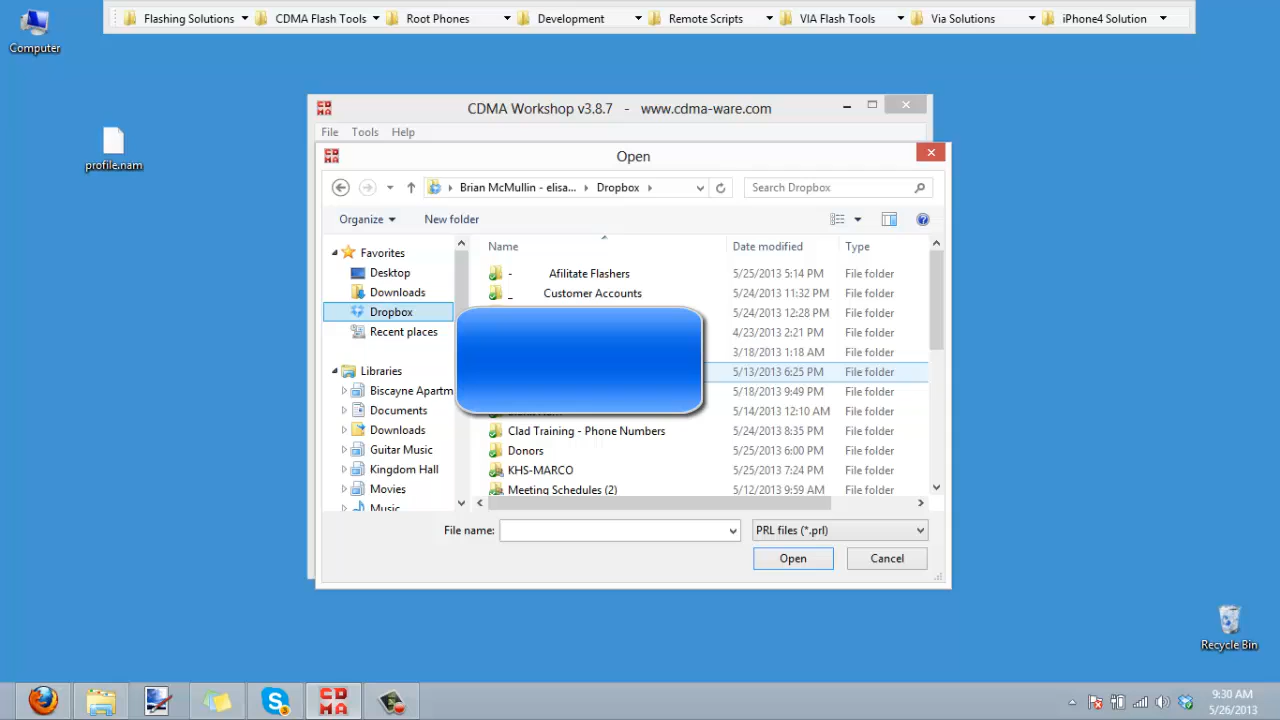 Flashing Solutions
CDMA Flash Tools
Root Phones
Development
Remote Scripts
VIA Flash Tools
Via Solutions
iPhone4 Solution
Computer
profile.nam
CDMA Workshop v3.8.7 - www.cdma-ware.com
File Tools Help
Open
Brian McMullin - elisa... Dropbox
Search Dropbox
Organize
New folder
Name Date modified Type
Favorites
Desktop
Downloads
Dropbox
Recent places
Libraries
Biscayne Apartm
Documents
Downloads
Guitar Music
Kingdom Hall
Movies
Music
- Afilitate Flashers 5/25/2013 5:14 PM File folder
_ Customer Accounts 5/24/2013 11:32 PM File folder
5/24/2013 12:28 PM File folder
4/23/2013 2:21 PM File folder
3/18/2013 1:18 AM File folder
5/13/2013 6:25 PM File folder
5/18/2013 9:49 PM File folder
5/14/2013 12:10 AM File folder
Clad Training - Phone Numbers 5/24/2013 8:35 PM File folder
Donors 5/25/2013 6:00 PM File folder
KHS-MARCO 5/25/2013 7:24 PM File folder
Meeting Schedules (2) 5/12/2013 9:59 AM File folder
File name:
PRL files (*.prl)
Open
Cancel
Recycle Bin
CD
MA
9:30 AM
5/26/2013